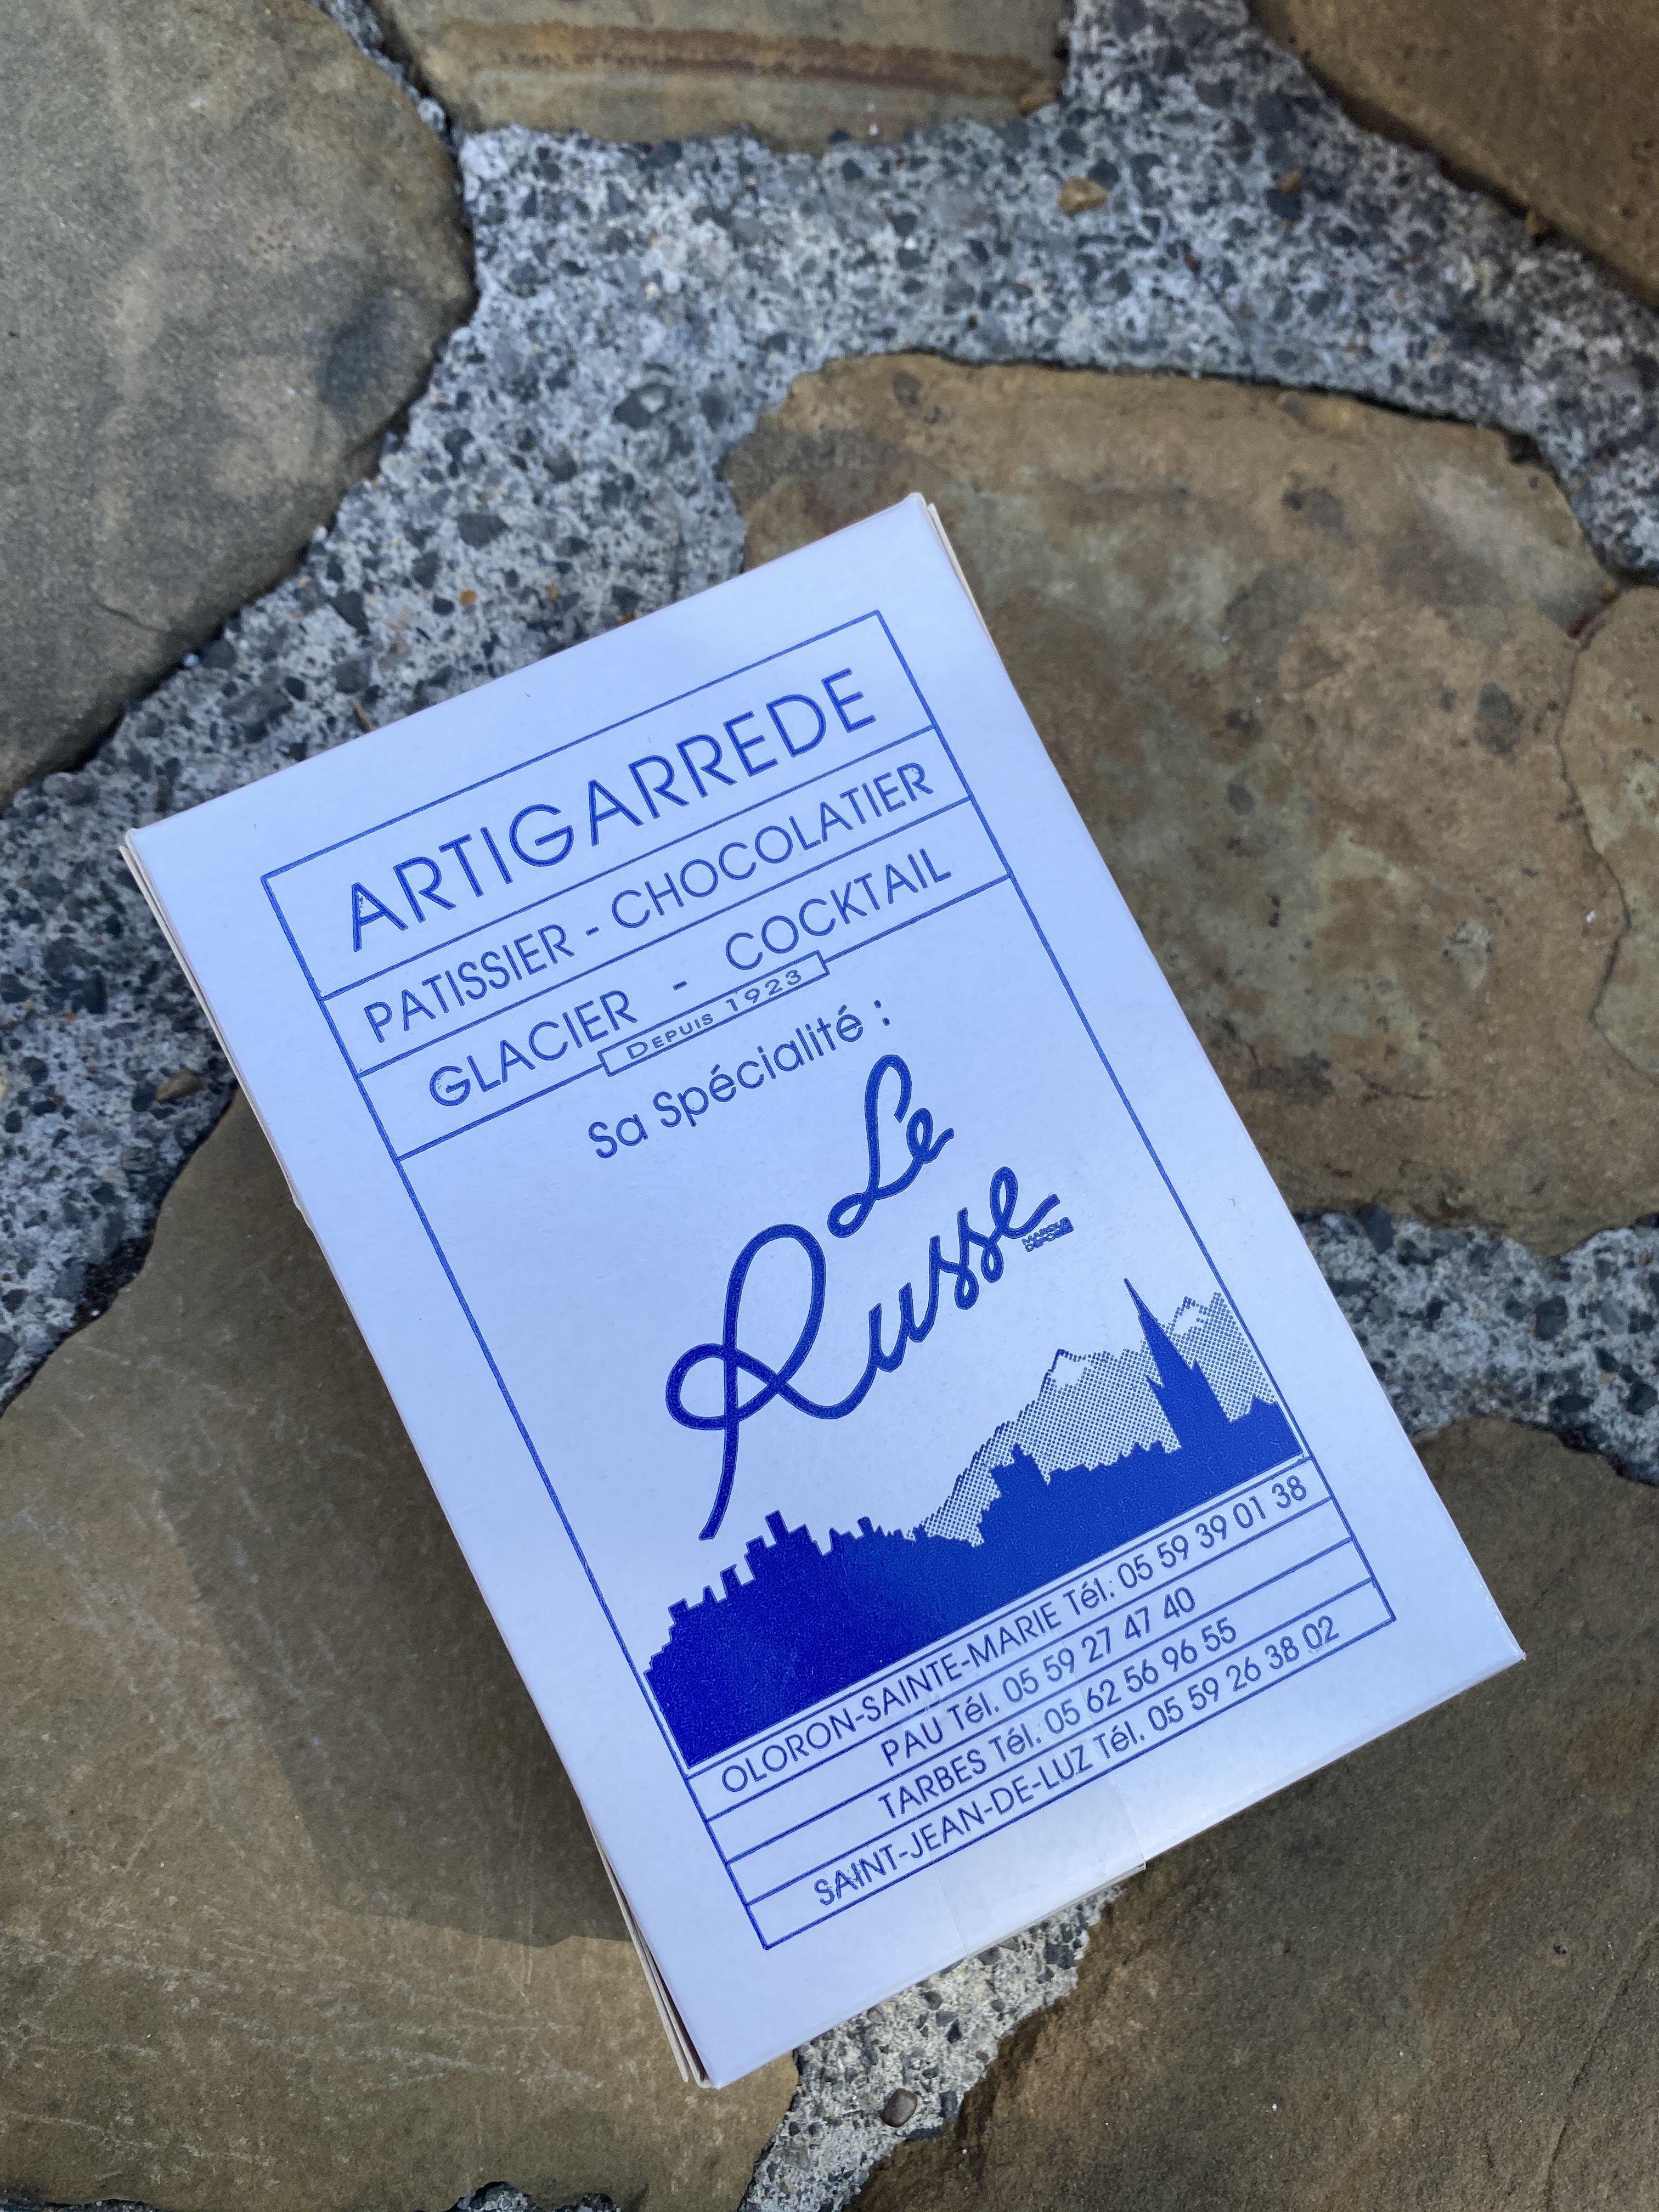 ARTIGARREDE
PATISSIER - CHOCOLATIER
GLACIER - COCKTAIL
DEPUIS 1923
Sa Spécialité :
Le
Russe
MARQUE
DÉPOSÉE
OLORON-SAINTE-MARIE Tél. 05 59 39 01 38
PAU Tél. 05 59 27 47 40
TARBES Tél. 05 62 56 96 55
SAINT-JEAN-DE-LUZ Tél. 05 59 26 38 02